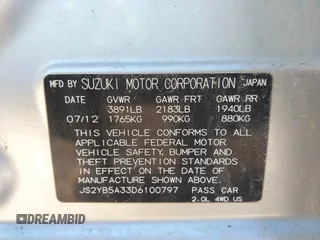 MFD BY SUZUKI MOTOR CORPORATION JAPAN
DATE GVWR GAWR FRT GAWR RR
3891LB 2183LB 1940LB
07/12 1765KG 990KG 880KG
THIS VEHICLE CONFORMS TO ALL
APPLICABLE FEDERAL MOTOR
VEHICLE SAFETY, BUMPER AND
THEFT PREVENTION STANDARDS
IN EFFECT ON THE DATE OF
MANUFACTURE SHOWN ABOVE.
JS2YB5A33D6100797 PASS CAR
2.0L 4WD US
DREAMBID